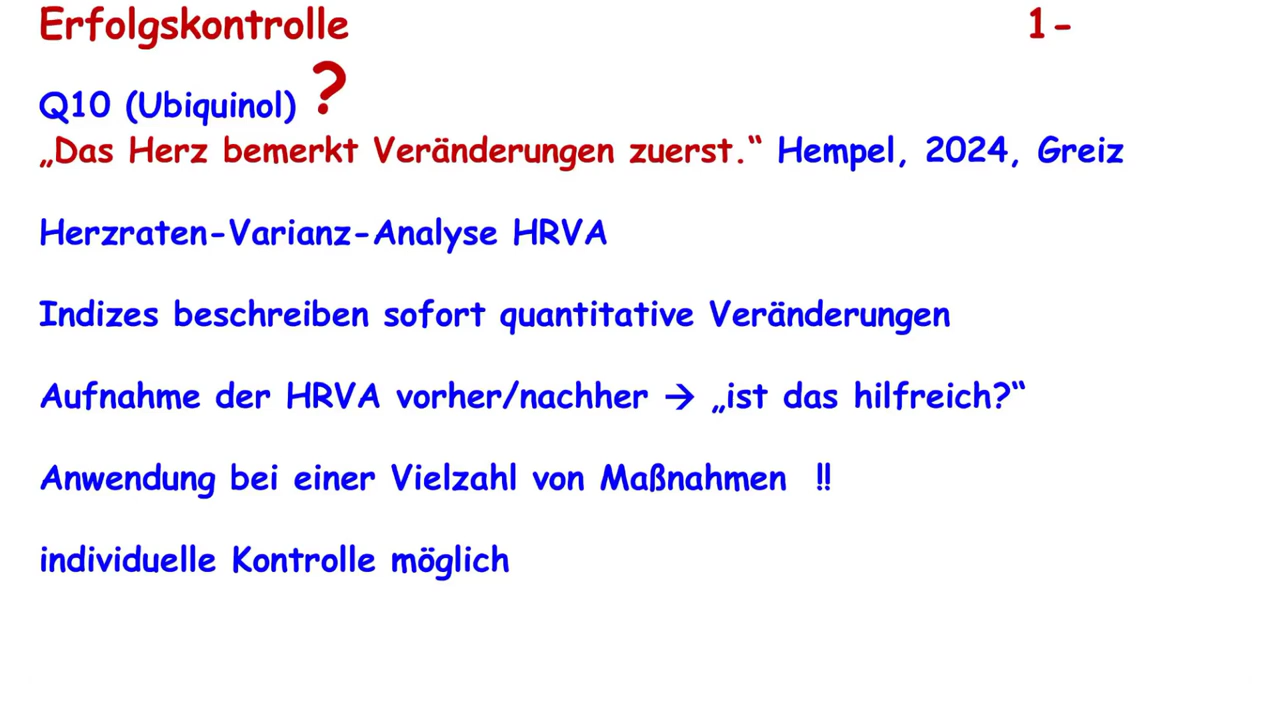 Erfolgskontrolle 1-
Q10 (Ubiquinol) ?
„Das Herz bemerkt Veränderungen zuerst.“ Hempel, 2024, Greiz
Herzraten-Varianz-Analyse HRVA
Indizes beschreiben sofort quantitative Veränderungen
Aufnahme der HRVA vorher/nachher → „ist das hilfreich?“
Anwendung bei einer Vielzahl von Maßnahmen !!
individuelle Kontrolle möglich